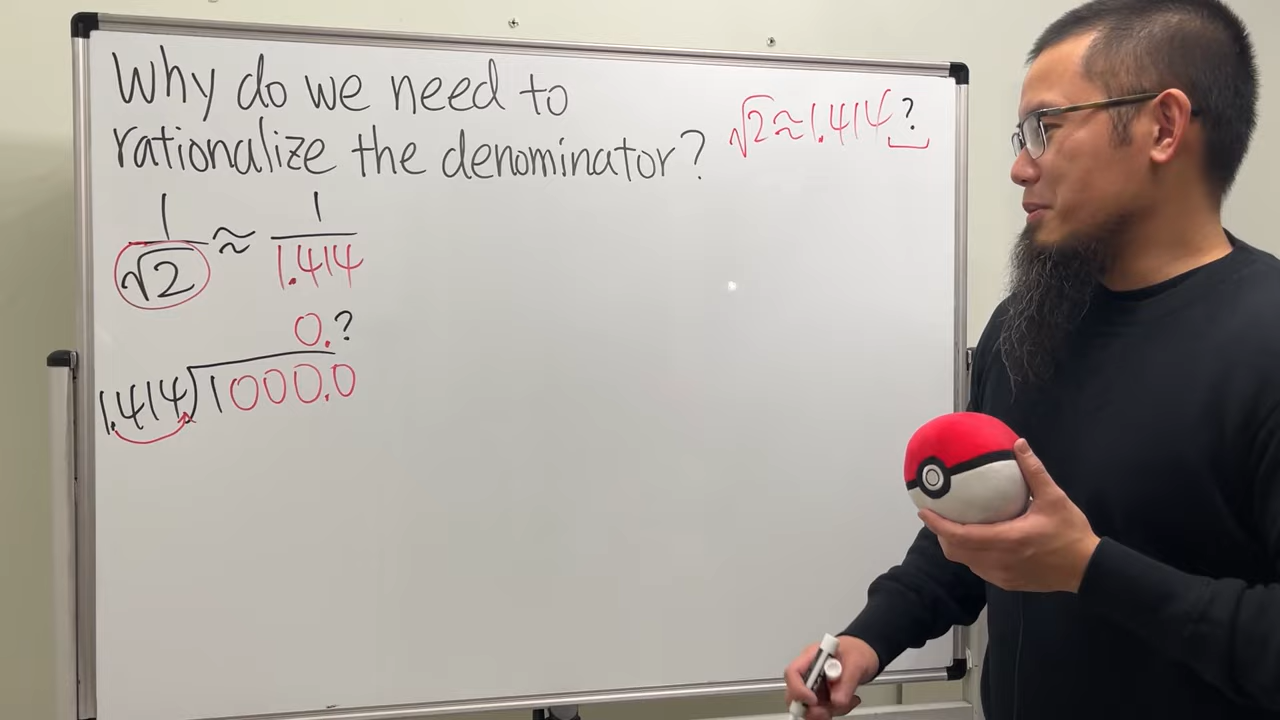 Why do we need to
rationalize the denominator?
√2≈1.414?
1/√2 ≈ 1/1.414
0.?
1.414)1000.0